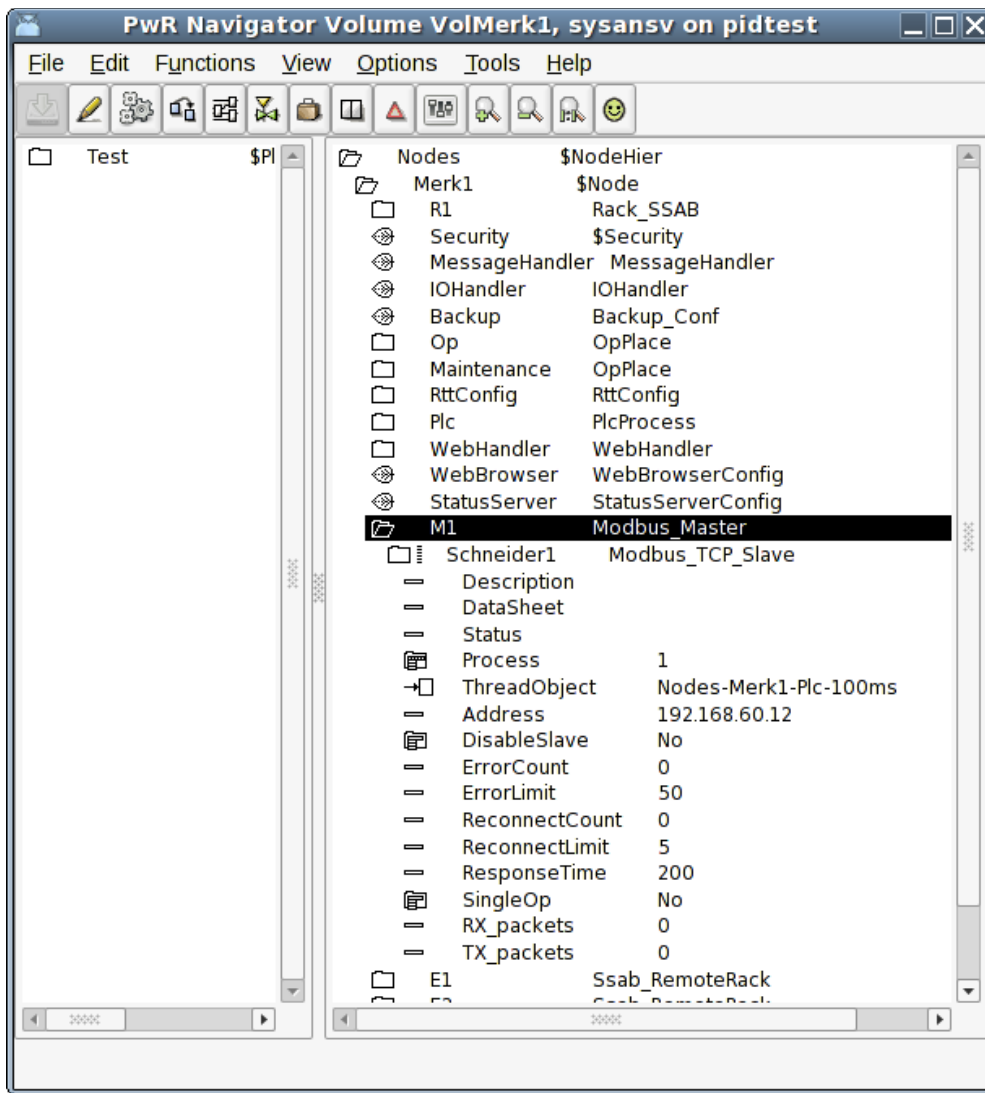 PwR Navigator Volume VolMerk1, sysansv on pidtest
File Edit Functions View Options Tools Help
Test $Pl
Nodes $NodeHier
Merk1 $Node
R1 Rack_SSAB
Security $Security
MessageHandler MessageHandler
IOHandler IOHandler
Backup Backup_Conf
Op OpPlace
Maintenance OpPlace
RttConfig RttConfig
Plc PlcProcess
WebHandler WebHandler
WebBrowser WebBrowserConfig
StatusServer StatusServerConfig
M1 Modbus_Master
Schneider1 Modbus_TCP_Slave
Description
DataSheet
Status
Process 1
ThreadObject Nodes-Merk1-Plc-100ms
Address 192.168.60.12
DisableSlave No
ErrorCount 0
ErrorLimit 50
ReconnectCount 0
ReconnectLimit 5
ResponseTime 200
SingleOp No
RX_packets 0
TX_packets 0
E1 Ssab_RemoteRack